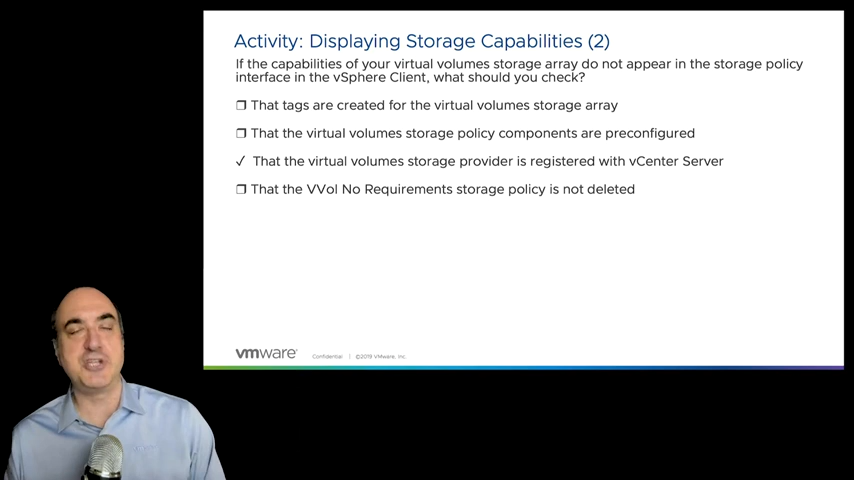 Activity: Displaying Storage Capabilities (2)
If the capabilities of your virtual volumes storage array do not appear in the storage policy
interface in the vSphere Client, what should you check?
❒ That tags are created for the virtual volumes storage array
❒ That the virtual volumes storage policy components are preconfigured
✓ That the virtual volumes storage provider is registered with vCenter Server
❒ That the VVol No Requirements storage policy is not deleted
vmware® Confidential | ©2019 VMware, Inc.